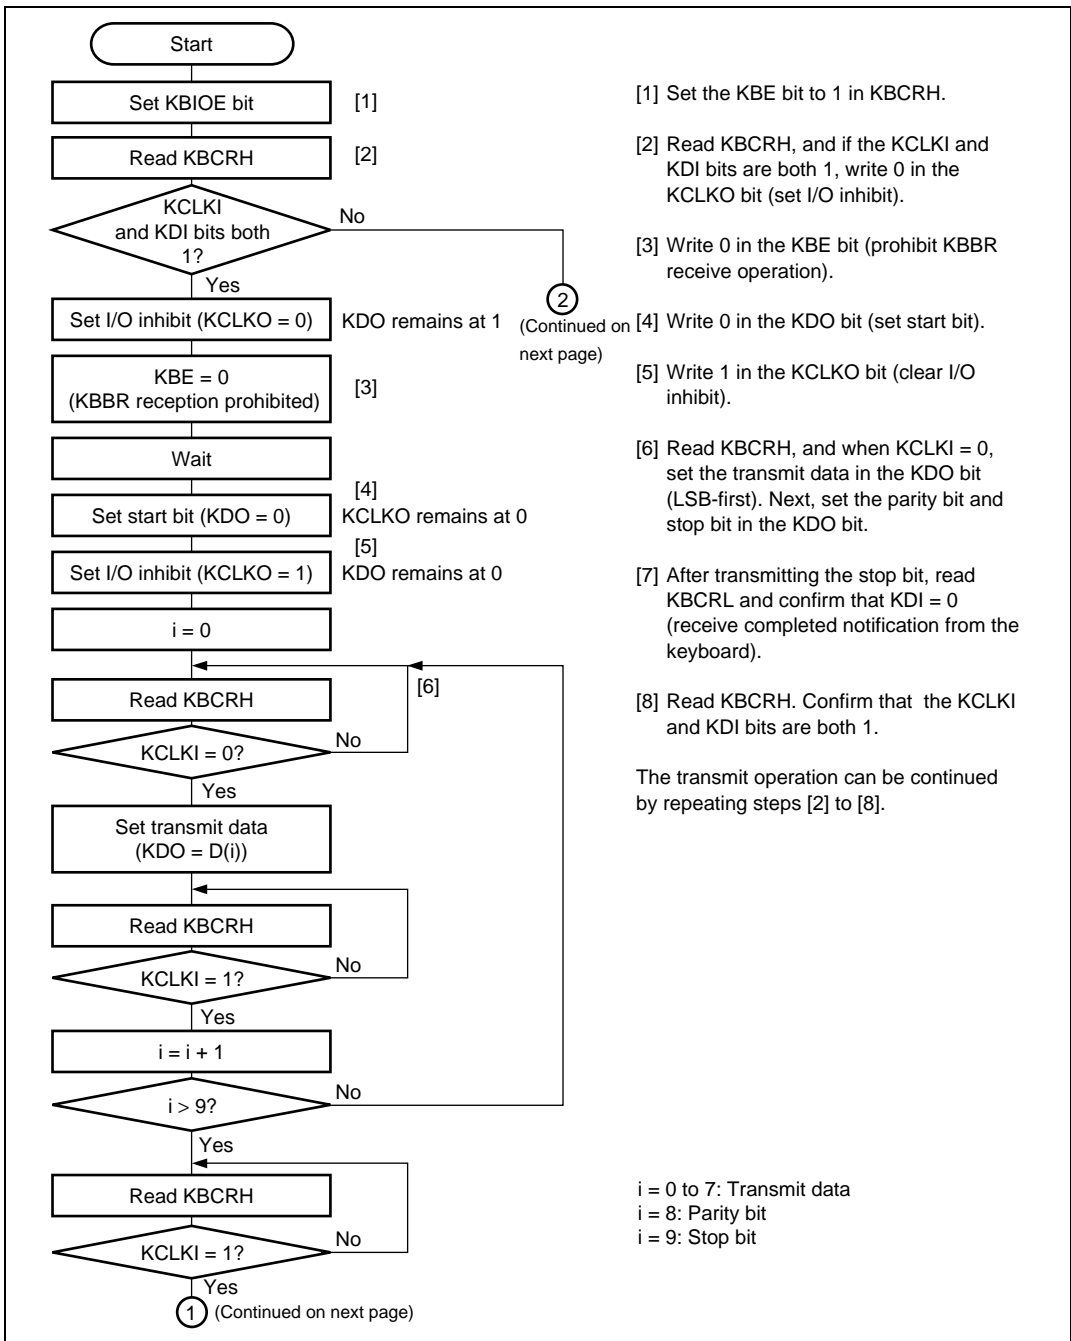 Start
Set KBIOE bit
[1]
Read KBCRH
[2]
KCLKI
and KDI bits both
1?
No
Yes
2
(Continued on
next page)
Set I/O inhibit (KCLKO = 0)
KDO remains at 1
KBE = 0
(KBBR reception prohibited)
[3]
Wait
[4]
Set start bit (KDO = 0)
KCLKO remains at 0
[5]
Set I/O inhibit (KCLKO = 1)
KDO remains at 0
i = 0
[6]
Read KBCRH
KCLKI = 0?
No
Yes
Set transmit data
(KDO = D(i))
Read KBCRH
KCLKI = 1?
No
Yes
i = i + 1
i > 9?
No
Yes
Read KBCRH
KCLKI = 1?
No
Yes
1
(Continued on next page)
[1] Set the KBE bit to 1 in KBCRH.
[2] Read KBCRH, and if the KCLKI and
KDI bits are both 1, write 0 in the
KCLKO bit (set I/O inhibit).
[3] Write 0 in the KBE bit (prohibit KBBR
receive operation).
[4] Write 0 in the KDO bit (set start bit).
[5] Write 1 in the KCLKO bit (clear I/O
inhibit).
[6] Read KBCRH, and when KCLKI = 0,
set the transmit data in the KDO bit
(LSB-first). Next, set the parity bit and
stop bit in the KDO bit.
[7] After transmitting the stop bit, read
KBCRL and confirm that KDI = 0
(receive completed notification from the
keyboard).
[8] Read KBCRH. Confirm that the KCLKI
and KDI bits are both 1.
The transmit operation can be continued
by repeating steps [2] to [8].
i = 0 to 7: Transmit data
i = 8: Parity bit
i = 9: Stop bit